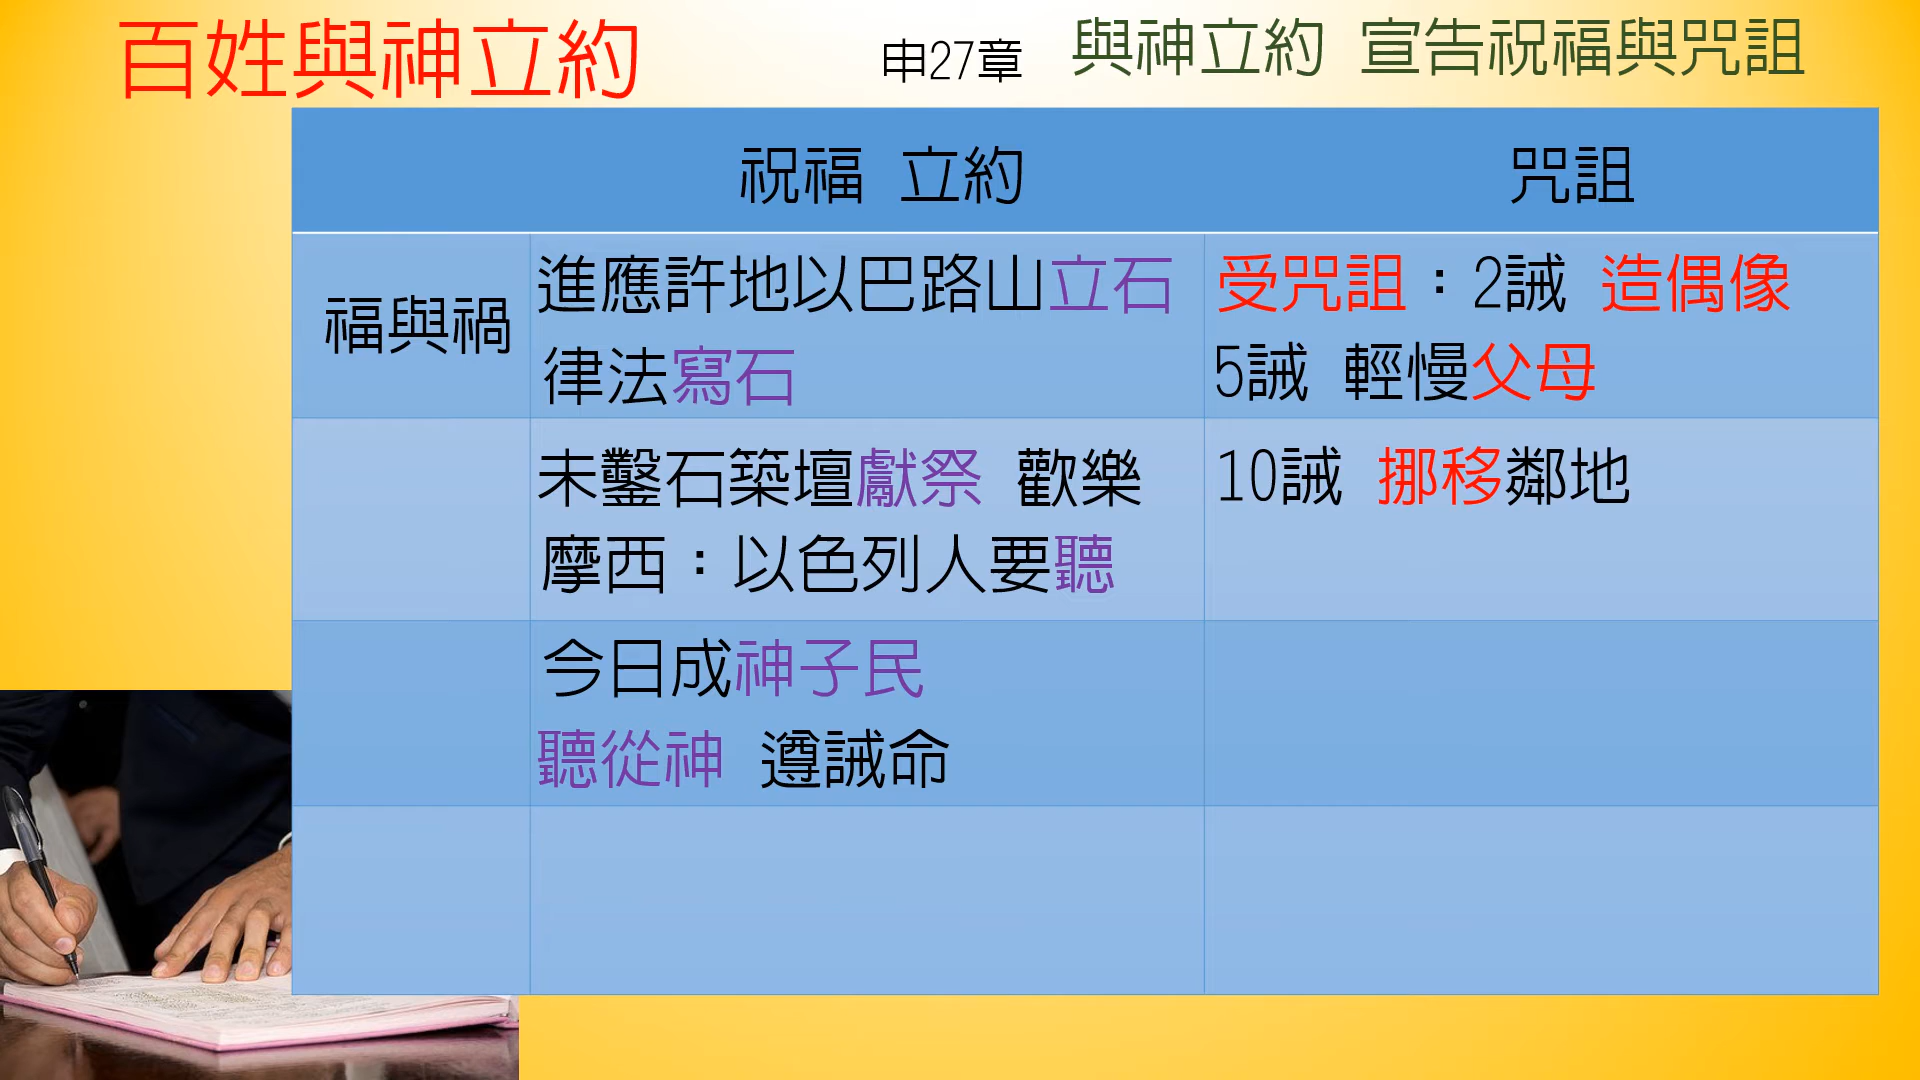 百姓與神立約
申27章 與神立約 宣告祝福與咒詛
祝福 立約
咒詛
福與禍
進應許地以巴路山立石
律法寫石
受咒詛：2誡 造偶像
5誡 輕慢父母
未鑿石築壇獻祭 歡樂
摩西：以色列人要聽
10誡 挪移鄰地
今日成神子民
聽從神 遵誡命